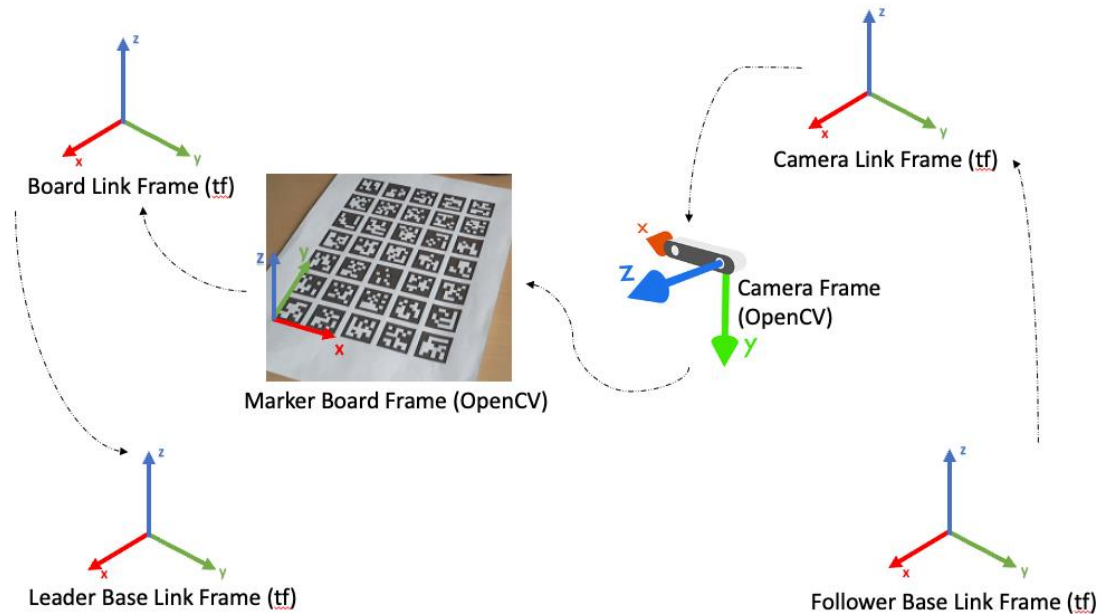 z
x
y
Board Link Frame (tf)
z
x
y
Camera Link Frame (tf)
z
y
x
Marker Board Frame (OpenCV)
x
z
y
Camera Frame
(OpenCV)
z
x
y
Leader Base Link Frame (tf)
z
x
y
Follower Base Link Frame (tf)